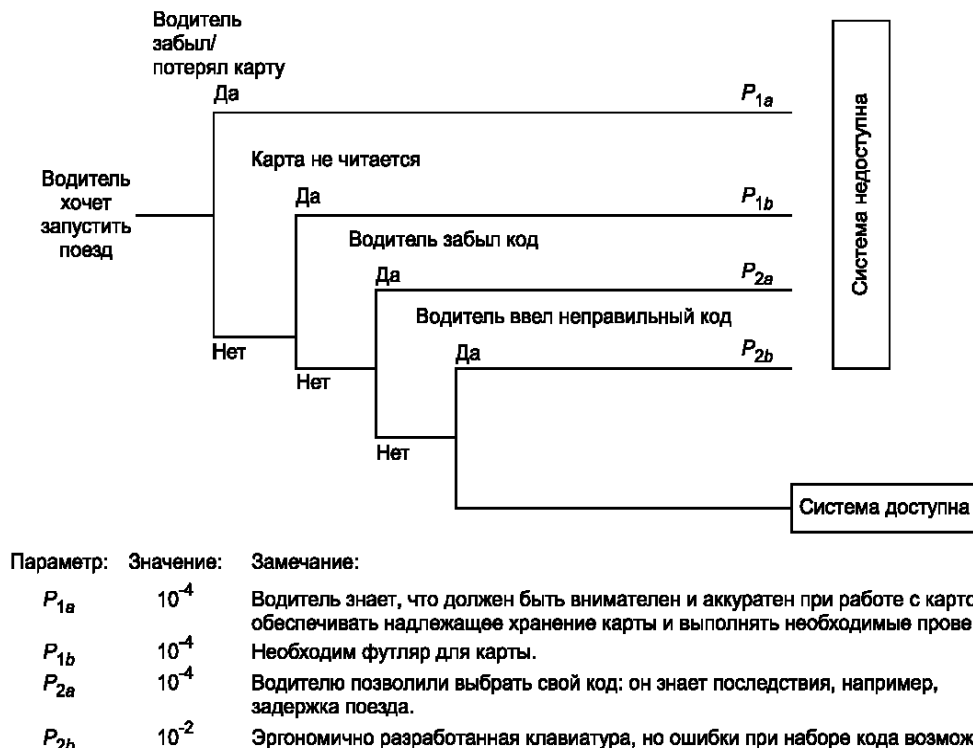 Водитель
забыл/
потерял карту
Да
P1a
Карта не читается
Водитель
хочет
запустить
поезд
Да
P1b
Водитель забыл код
Да
P2a
Водитель ввел неправильный код
Нет
Да
P2b
Нет
Нет
Система недоступна
Система доступна
Параметр: Значение: Замечание:
P1a 10-4 Водитель знает, что должен быть внимателен и аккуратен при работе с карто
обеспечивать надлежащее хранение карты и выполнять необходимые прове
P1b 10-4 Необходим футляр для карты.
P2a 10-4 Водителю позволили выбрать свой код: он знает последствия, например,
задержка поезда.
P2b 10-2 Эргономично разработанная клавиатура, но ошибки при наборе кода возмож